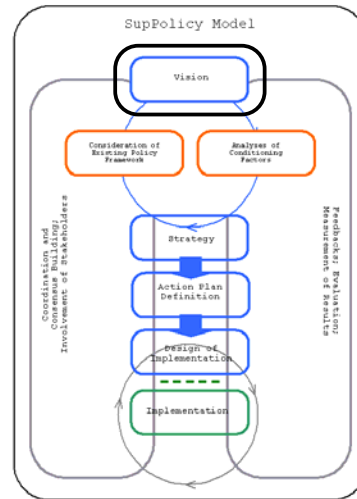 SupPolicy Model
Vision
Consideration of
Existing Policy
Framework
Analyses of
Conditioning
Factors
Strategy
Action Plan
Definition
Design of
Implementation
Implementation
Coordination and
Consensus Building;
Involvement of Stakeholders
Feedbacks; Evaluation;
Measurement of Results